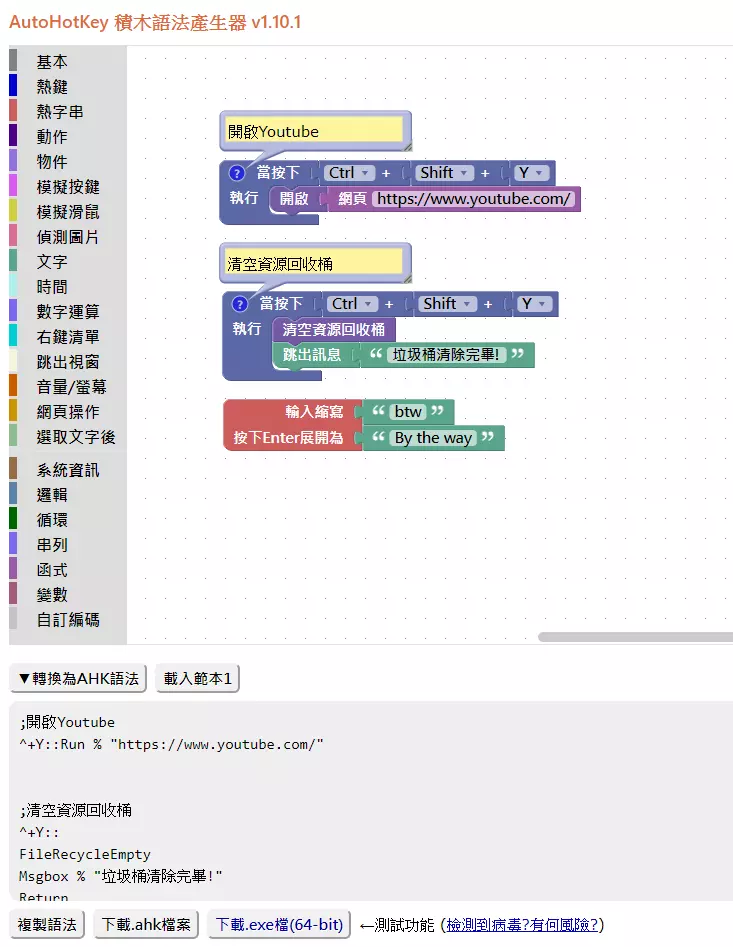 AutoHotKey 積木語法產生器 v1.10.1
基本
熱鍵
熱字串
動作
物件
模擬按鍵
模擬滑鼠
偵測圖片
文字
時間
數字運算
右鍵清單
跳出視窗
音量/螢幕
網頁操作
選取文字後
系統資訊
邏輯
循環
串列
函式
變數
自訂編碼
開啟Youtube
? 當按下 Ctrl + Shift + Y
執行 開啟 網頁 https://www.youtube.com/
清空資源回收桶
? 當按下 Ctrl + Shift + Y
執行 清空資源回收桶
跳出訊息 “ 垃圾桶清除完畢! ”
輸入縮寫 “ btw ”
按下Enter展開為 “ By the way ”
▼轉換為AHK語法 載入範本1
;開啟Youtube
^+Y::Run % "https://www.youtube.com/"
;清空資源回收桶
^+Y::
FileRecycleEmpty
Msgbox % "垃圾桶清除完畢!"
Return
複製語法 下載.ahk檔案 下載.exe檔(64-bit) ←測試功能 (檢測到病毒?有何風險?)